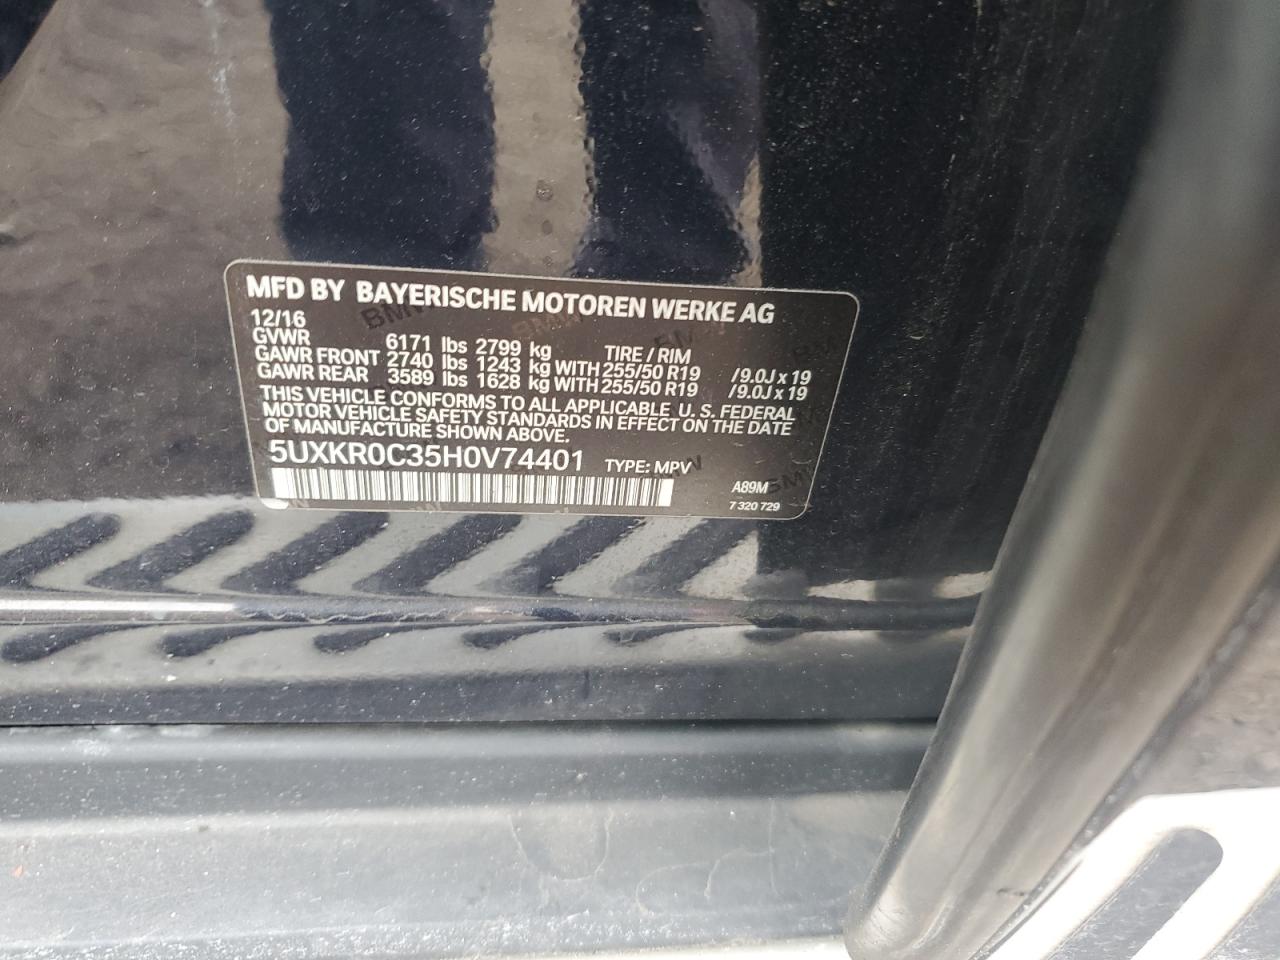 MFD BY BAYERISCHE MOTOREN WERKE AG
12/16
GVWR 6171 lbs 2799 kg TIRE / RIM
GAWR FRONT 2740 lbs 1243 kg WITH 255/50 R19 /9.0J x 19
GAWR REAR 3589 lbs 1628 kg WITH 255/50 R19 /9.0J x 19
THIS VEHICLE CONFORMS TO ALL APPLICABLE U. S. FEDERAL
MOTOR VEHICLE SAFETY STANDARDS IN EFFECT ON THE DATE
OF MANUFACTURE SHOWN ABOVE.
5UXKR0C35H0V74401 TYPE: MPV
A89M
7 320 729